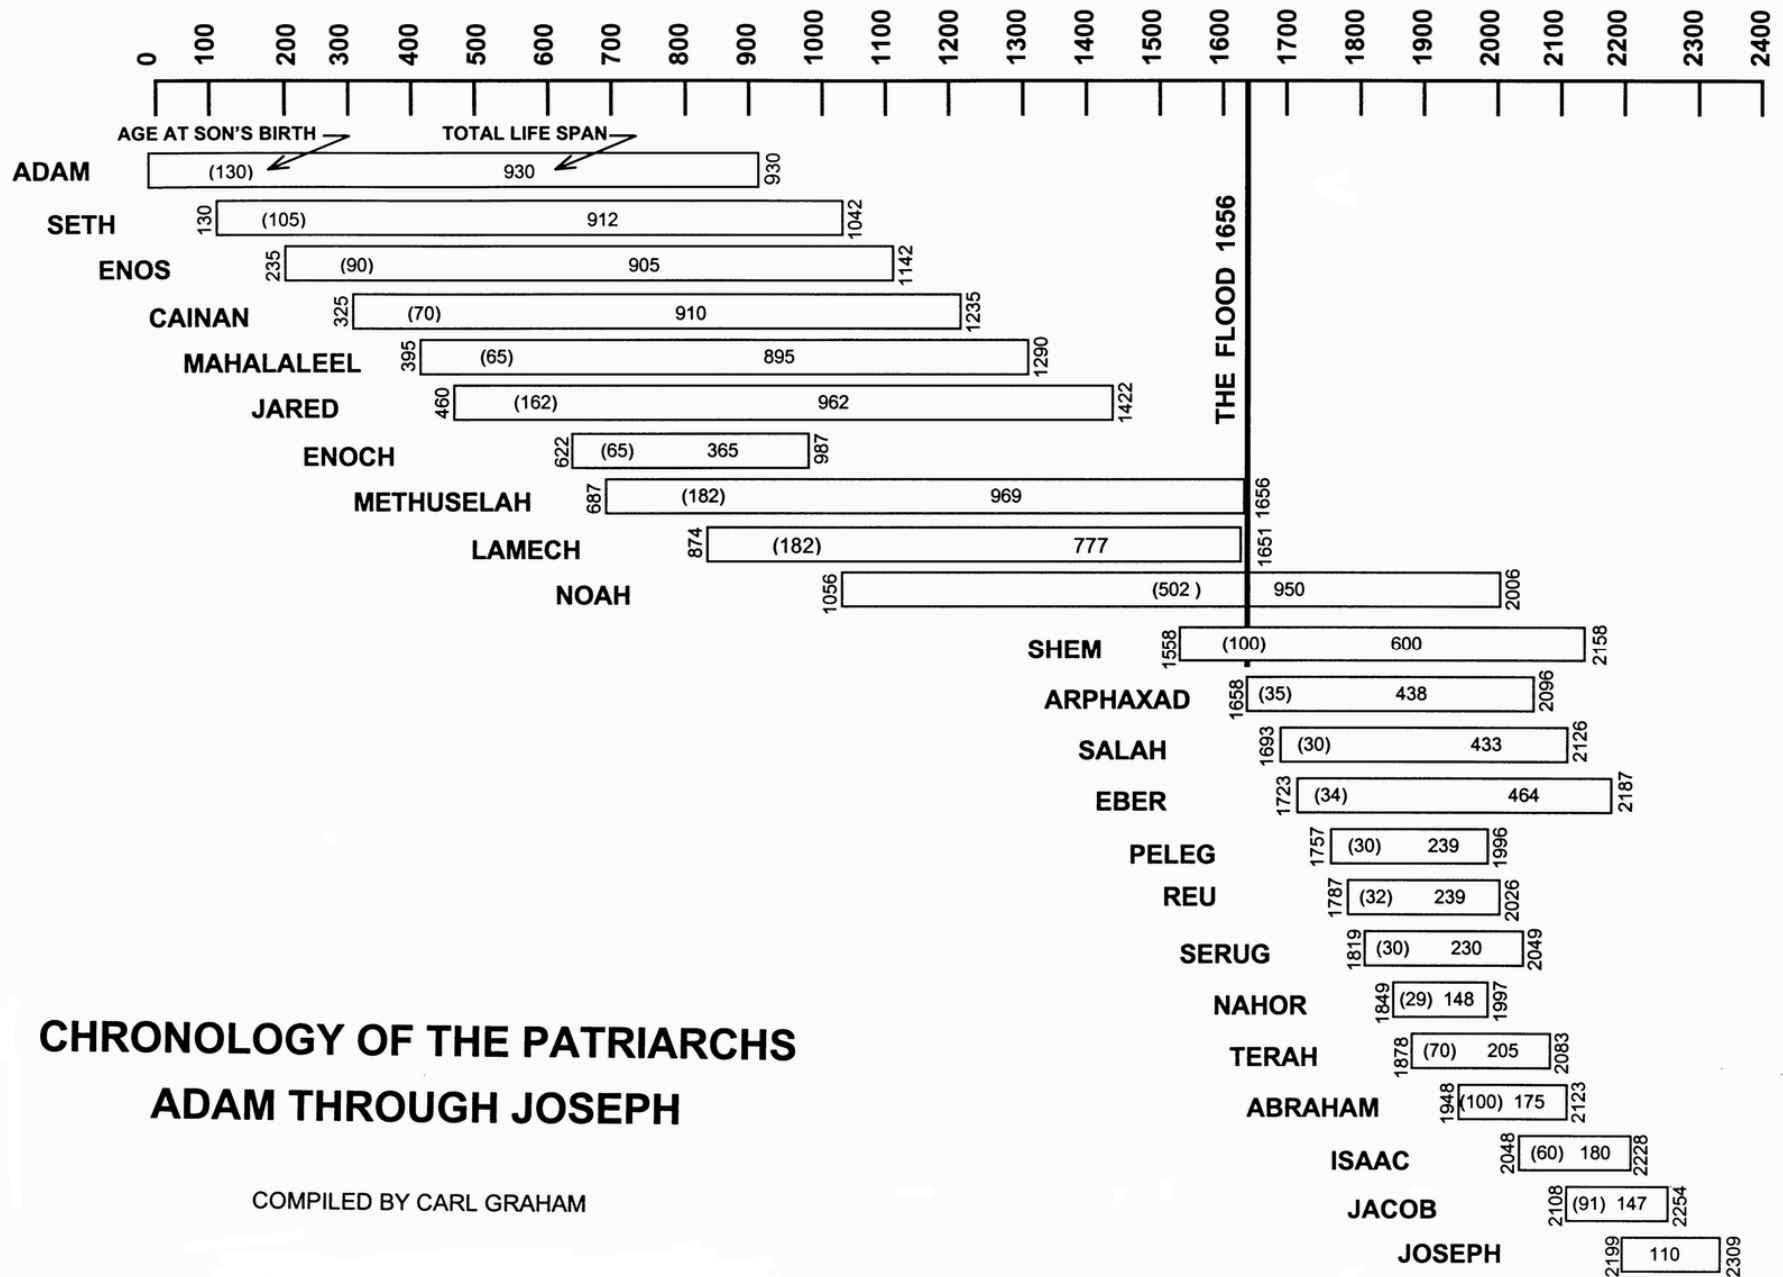 0 100 200 300 400 500 600 700 800 900 1000 1100 1200 1300 1400 1500 1600 1700 1800 1900 2000 2100 2200 2300 2400
AGE AT SON'S BIRTH TOTAL LIFE SPAN
THE FLOOD 1656
ADAM (130) 930 930
SETH 130 (105) 912 1042
ENOS 235 (90) 905 1142
CAINAN 325 (70) 910 1235
MAHALALEEL 395 (65) 895 1290
JARED 460 (162) 962 1422
ENOCH 622 (65) 365 987
METHUSELAH 687 (182) 969 1656
LAMECH 874 (182) 777 1651
NOAH 1056 (502 ) 950 2006
SHEM 1558 (100) 600 2158
ARPHAXAD 1658 (35) 438 2096
SALAH 1693 (30) 433 2126
EBER 1723 (34) 464 2187
PELEG 1757 (30) 239 1996
REU 1787 (32) 239 2026
SERUG 1819 (30) 230 2049
NAHOR 1849 (29) 148 1997
TERAH 1878 (70) 205 2083
ABRAHAM 1948 (100) 175 2123
ISAAC 2048 (60) 180 2228
JACOB 2108 (91) 147 2254
JOSEPH 2199 110 2309
CHRONOLOGY OF THE PATRIARCHS
ADAM THROUGH JOSEPH
COMPILED BY CARL GRAHAM